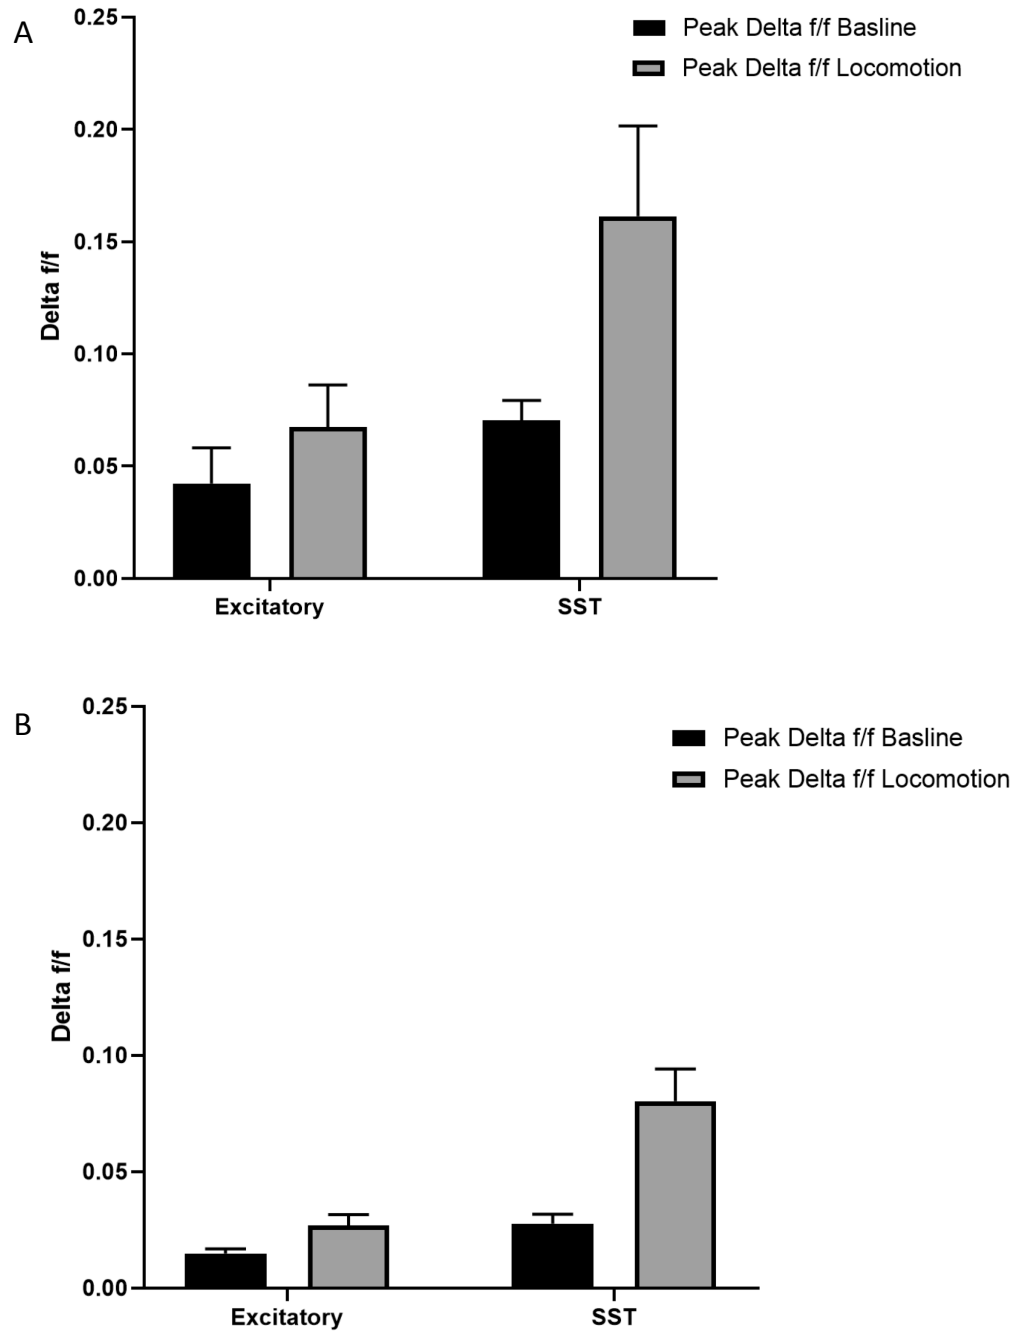 A
0.25
Peak Delta f/f Basline
Peak Delta f/f Locomotion
0.20
0.15
Delta f/f
0.10
0.05
0.00
Excitatory SST
B
0.25
Peak Delta f/f Basline
Peak Delta f/f Locomotion
0.20
0.15
Delta f/f
0.10
0.05
0.00
Excitatory SST